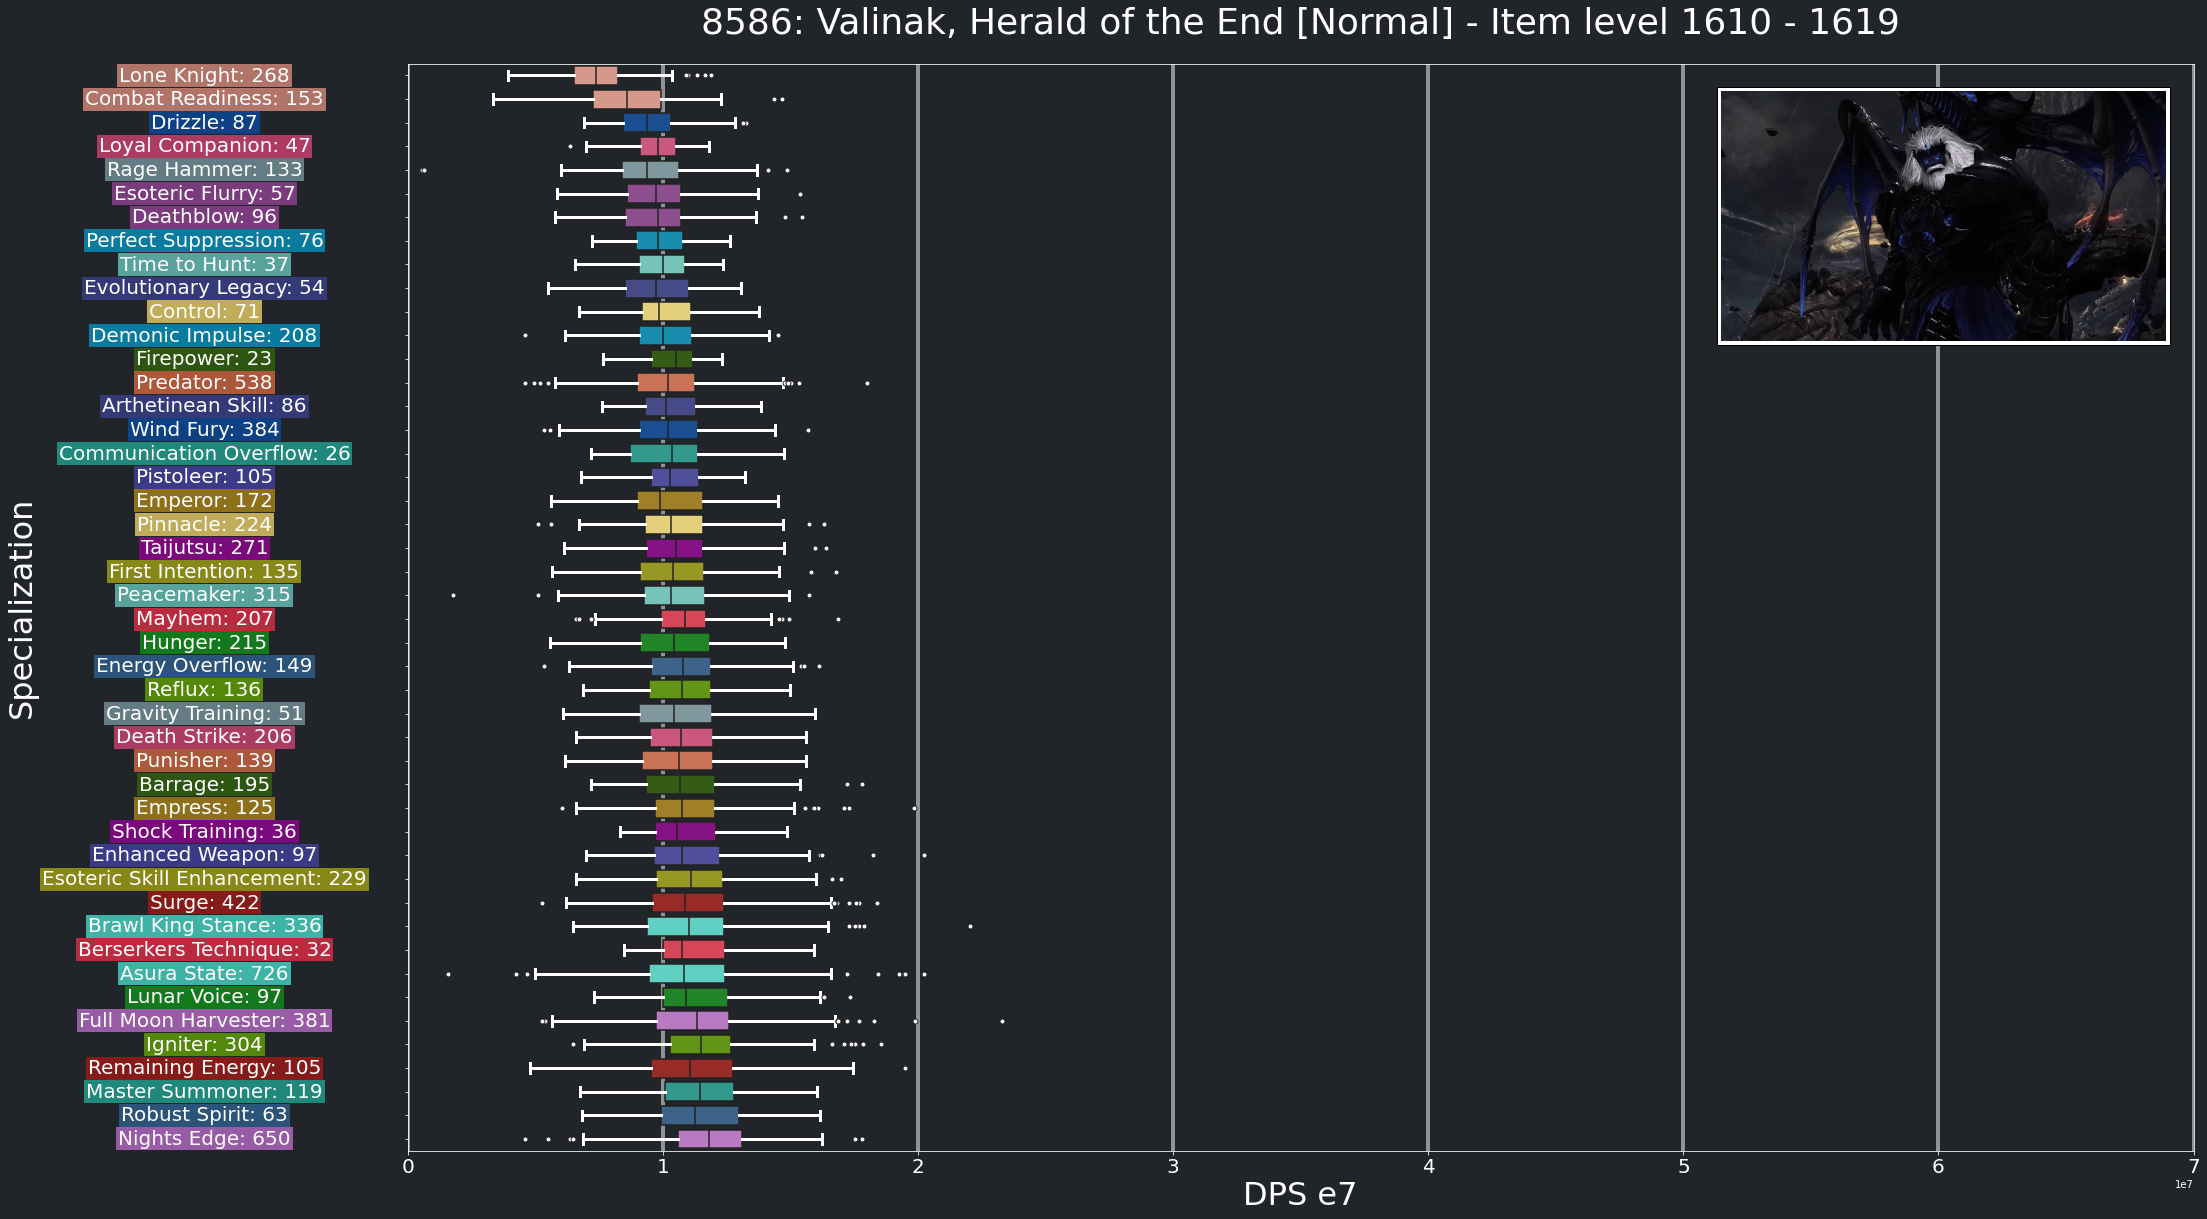 8586: Valinak, Herald of the End [Normal] - Item level 1610 - 1619
Specialization
Lone Knight: 268
Combat Readiness: 153
Drizzle: 87
Loyal Companion: 47
Rage Hammer: 133
Esoteric Flurry: 57
Deathblow: 96
Perfect Suppression: 76
Time to Hunt: 37
Evolutionary Legacy: 54
Control: 71
Demonic Impulse: 208
Firepower: 23
Predator: 538
Arthetinean Skill: 86
Wind Fury: 384
Communication Overflow: 26
Pistoleer: 105
Emperor: 172
Pinnacle: 224
Taijutsu: 271
First Intention: 135
Peacemaker: 315
Mayhem: 207
Hunger: 215
Energy Overflow: 149
Reflux: 136
Gravity Training: 51
Death Strike: 206
Punisher: 139
Barrage: 195
Empress: 125
Shock Training: 36
Enhanced Weapon: 97
Esoteric Skill Enhancement: 229
Surge: 422
Brawl King Stance: 336
Berserkers Technique: 32
Asura State: 726
Lunar Voice: 97
Full Moon Harvester: 381
Igniter: 304
Remaining Energy: 105
Master Summoner: 119
Robust Spirit: 63
Nights Edge: 650
0 1 2 3 4 5 6 7
DPS e7
1e7